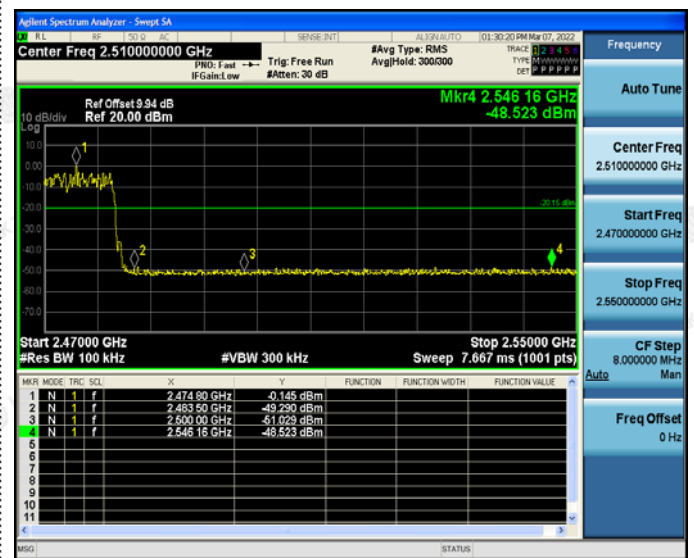 Agilent Spectrum Analyzer - Swept SA
RL RF 50 Ω AC SENSE:INT ALIGNAUTO 01:30:20 PM Mar 07, 2022
Center Freq 2.510000000 GHz
PNO: Fast
IFGain:Low
Trig: Free Run
#Atten: 30 dB
#Avg Type: RMS
Avg|Hold: 300/300
TRACE 1 2 3 4 5 6
TYPE M WWWWW
DET P P P P P P
Frequency
Auto Tune
Center Freq
2.510000000 GHz
Start Freq
2.470000000 GHz
Stop Freq
2.550000000 GHz
CF Step
8.000000 MHz
Auto Man
Freq Offset
0 Hz
Ref Offset 9.94 dB
Ref 20.00 dBm
10 dB/div
Log
Mkr4 2.546 16 GHz
-48.523 dBm
10.0
0.00
-10.0
-20.0
-30.0
-40.0
-50.0
-60.0
-70.0
1
2
3
4
-20.15 dBm
Start 2.47000 GHz
#Res BW 100 kHz
#VBW 300 kHz
Stop 2.55000 GHz
Sweep 7.667 ms (1001 pts)
MKR MODE TRC SCL X Y FUNCTION FUNCTION WIDTH FUNCTION VALUE
1 N 1 f 2.474 80 GHz -0.145 dBm
2 N 1 f 2.483 50 GHz -49.290 dBm
3 N 1 f 2.500 00 GHz -51.029 dBm
4 N 1 f 2.546 16 GHz -48.523 dBm
5
6
7
8
9
10
11
MSG STATUS